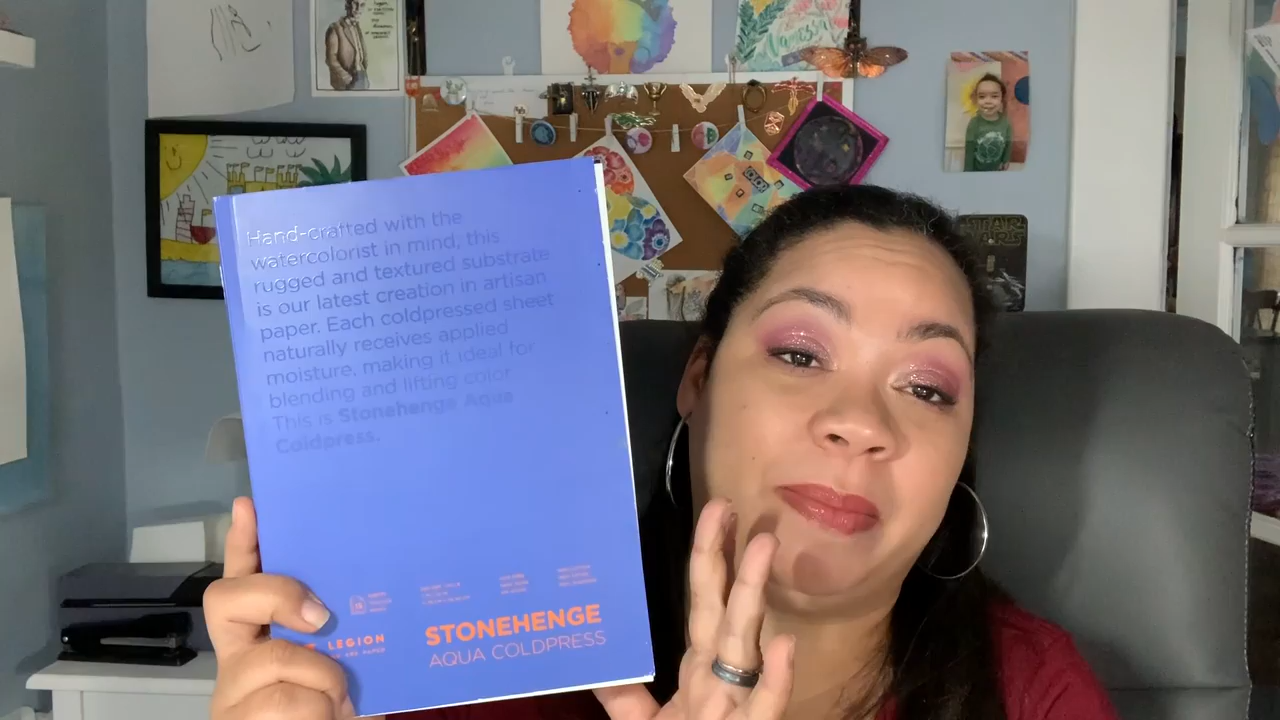 Vanessa
Hand-crafted with the
watercolorist in mind, this
rugged and textured substrate
is our latest creation in artisan
paper. Each coldpressed sheet
naturally receives applied
moisture, making it ideal for
blending and lifting color
This is Stonehenge Aqua
Coldpress.
LEGION
STONEHENGE
AQUA COLDPRESS